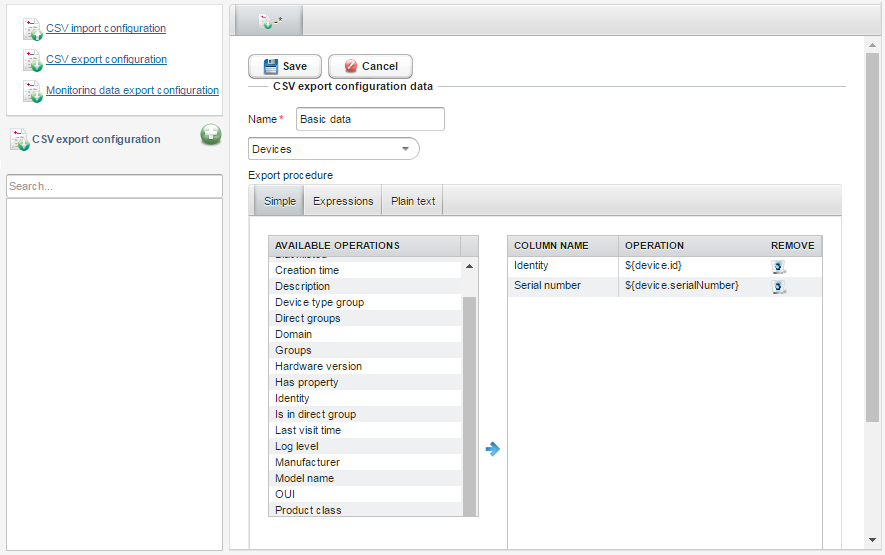 CSV import configuration
CSV export configuration
Monitoring data export configuration
CSV export configuration
Search...
-*
Save Cancel
CSV export configuration data
Name * Basic data
Devices
Export procedure
Simple Expressions Plain text
AVAILABLE OPERATIONS
Creation time
Description
Device type group
Direct groups
Domain
Groups
Hardware version
Has property
Identity
Is in direct group
Last visit time
Log level
Manufacturer
Model name
OUI
Product class
COLUMN NAME OPERATION REMOVE
Identity ${device.id}
Serial number ${device.serialNumber}